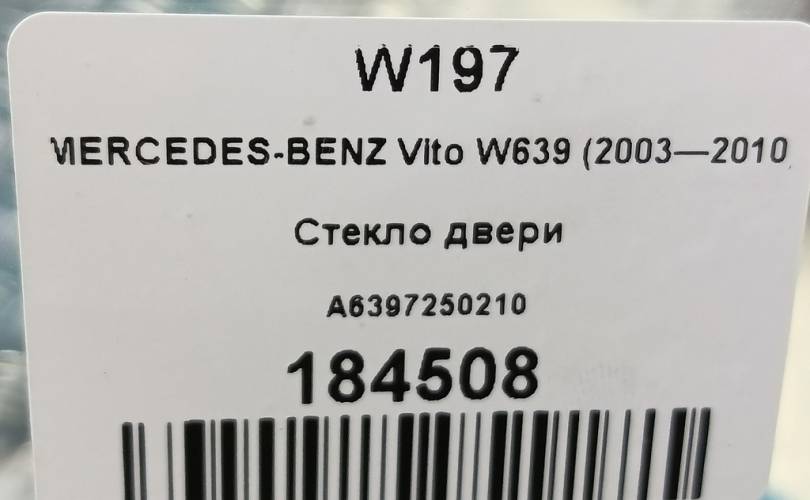 W197
MERCEDES-BENZ Vito W639 (2003—2010
Стекло двери
A6397250210
184508